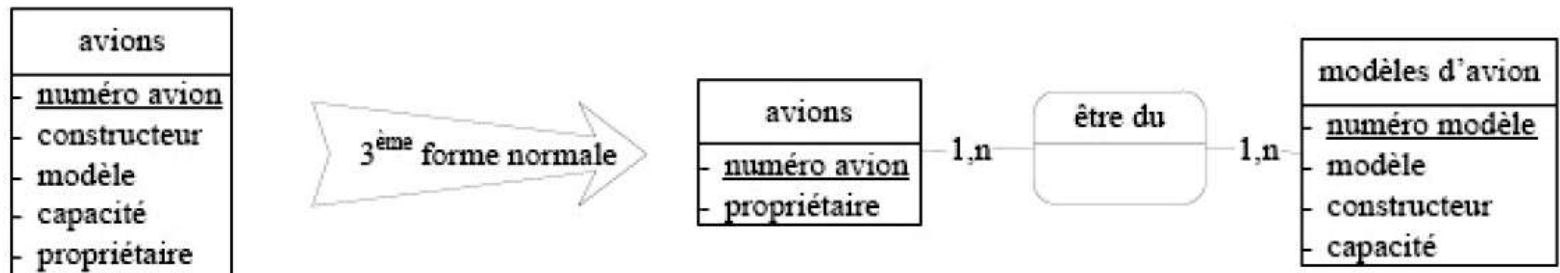 avions
- numéro avion
- constructeur
- modèle
- capacité
- propriétaire
3ème forme normale
avions
- numéro avion
- propriétaire
1,n
être du
1,n
modèles d'avion
- numéro modèle
- modèle
- constructeur
- capacité